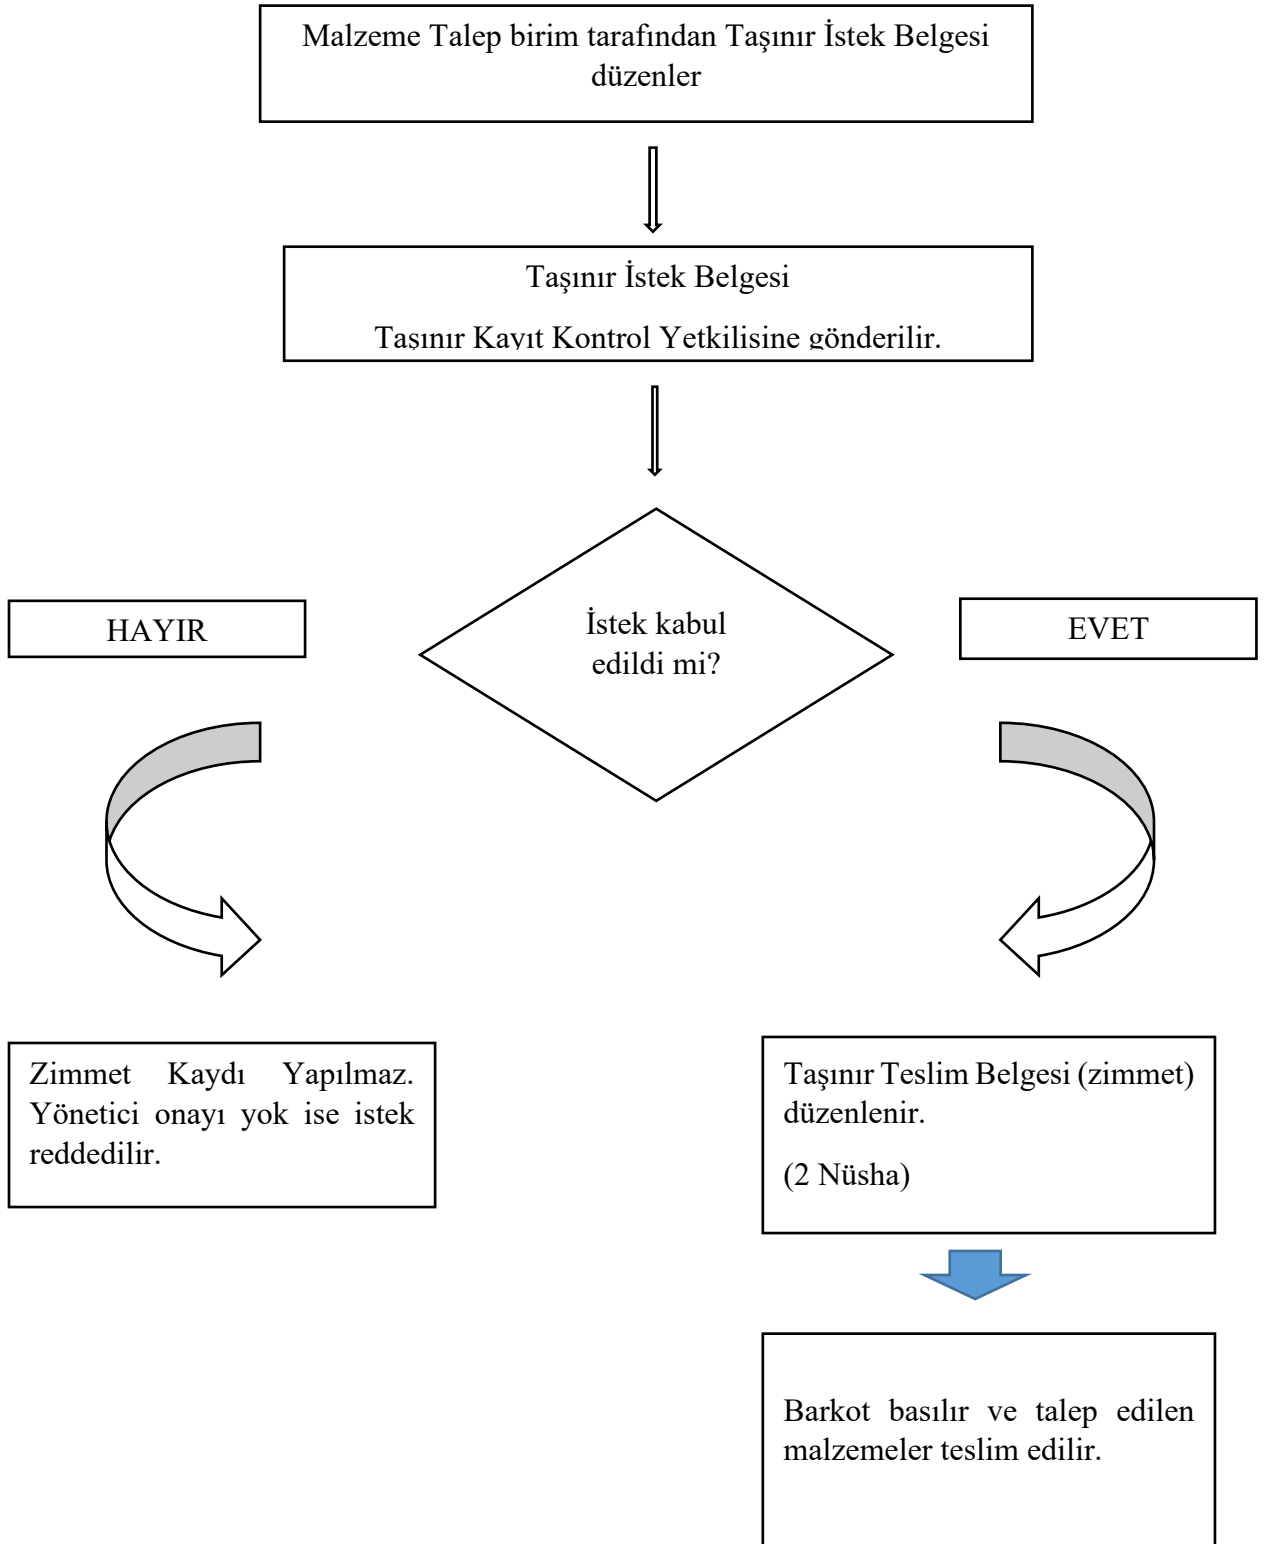 Malzeme Talep birim tarafından Taşınır İstek Belgesi
düzenler
Taşınır İstek Belgesi
Taşınır Kayıt Kontrol Yetkilisine gönderilir.
İstek kabul
edildi mi?
HAYIR
EVET
Zimmet Kaydı Yapılmaz.
Yönetici onayı yok ise istek
reddedilir.
Taşınır Teslim Belgesi (zimmet)
düzenlenir.
(2 Nüsha)
Barkot basılır ve talep edilen
malzemeler teslim edilir.